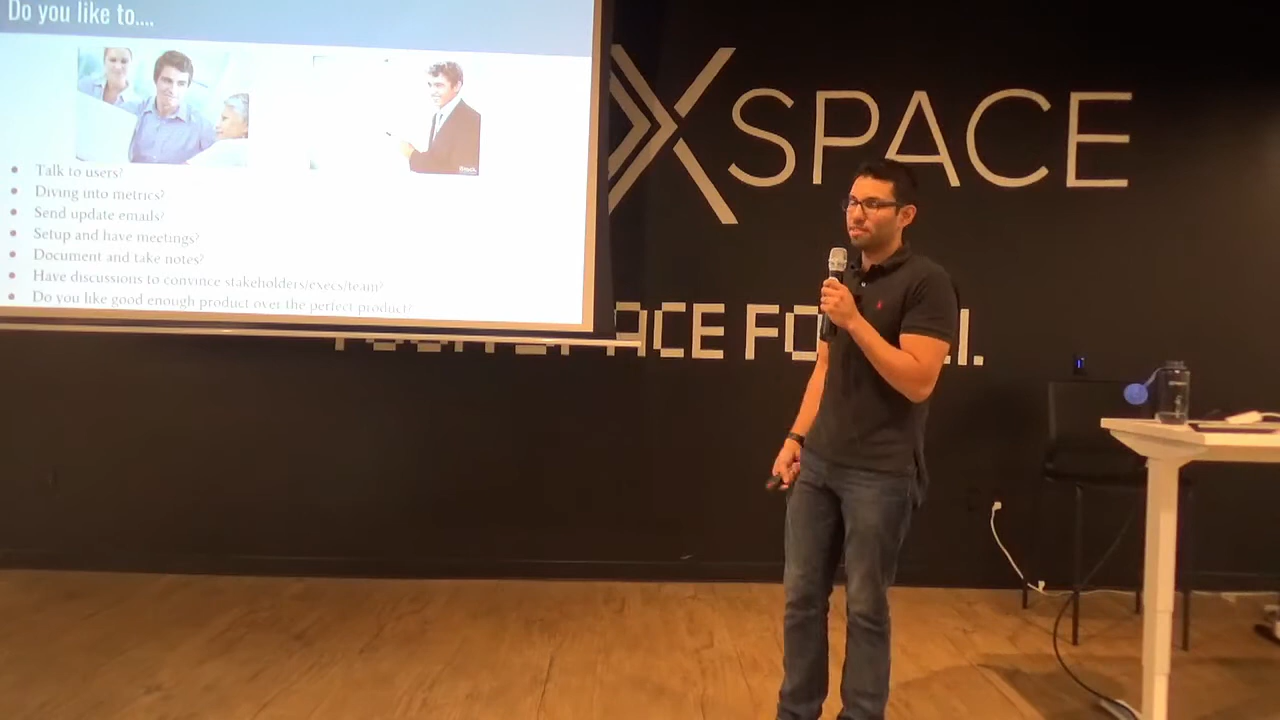 Do you like to....
Talk to users?
Diving into metrics?
Send update emails?
Setup and have meetings?
Document and take notes?
Have discussions to convince stakeholders/execs/team?
Do you like good enough product over the perfect product?
XSPACE
SPACE FO